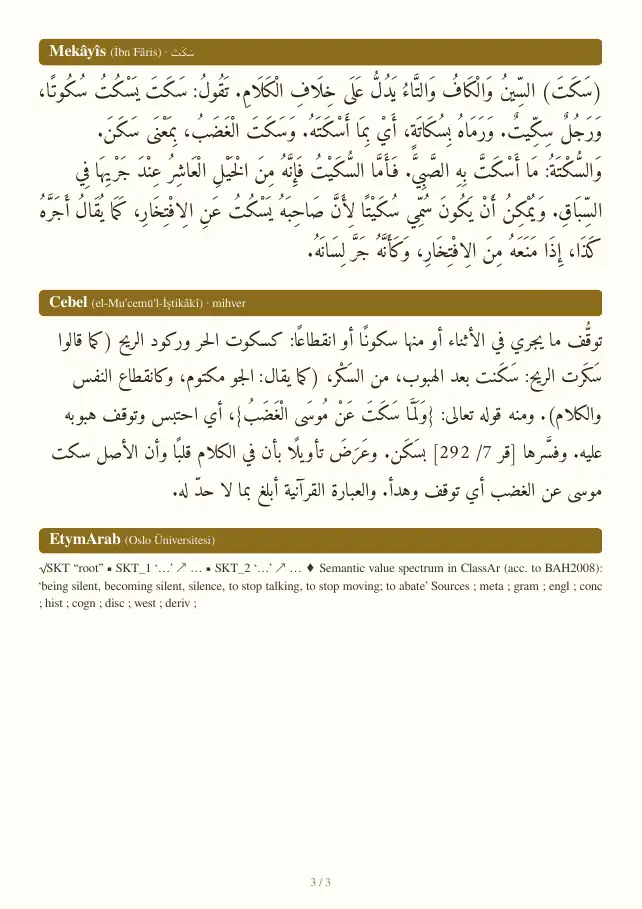 Mekâyîs (İbn Fâris) · سَكَتَ
(سَكَتَ) السِّينُ وَالْكَافُ وَالتَّاءُ يَدُلُّ عَلَى خِلَافِ الْكَلَامِ. تَقُولُ: سَكَتَ يَسْكُتُ سُكُوتًا،
وَرَجُلٌ سِكِّيتٌ. وَرَمَاهُ بِسُكَاتَةٍ، أَيْ بِمَا أَسْكَتَهُ. وَسَكَتَ الْغَضَبُ، بِمَعْنَى سَكَنَ.
وَالسُّكْتَةُ: مَا أَسْكَتَّ بِهِ الصَّبِيَّ. فَأَمَّا السُّكَيْتُ فَإِنَّهُ مِنَ الْخَيْلِ الْعَاشِرُ عِنْدَ جَرْيِهَا فِي
السِّبَاقِ. وَيُمْكِنُ أَنْ يَكُونَ سُمِّيَ سُكَيْتًا لِأَنَّ صَاحِبَهُ يَسْكُتُ عَنِ الِافْتِخَارِ، كَمَا يُقَالُ أَجَرَّهُ
كَذَا، إِذَا مَنَعَهُ مِنَ الِافْتِخَارِ، وَكَأَنَّهُ جَرَّ لِسَانَهُ.
Cebel (el-Mu'cemü'l-İştikâkî) · mihver
توقُّف ما يجري في الأثناء أو منها سكونًا أو انقطاعًا: كسكوت الحر وركود الريح (كما قالوا
سَكَرت الريح: سَكَنت بعد الهبوب، من السَكْر، (كما يقال: الجو مكتوم، وكانقطاع النفس
والكلام). ومنه قوله تعالى: {وَلَمَّا سَكَتَ عَنْ مُوسَى الْغَضَبُ}، أي احتبس وتوقف هبوبه
عليه. وفسَّرها [قر 7/ 292] بسَكَن. وعَرَضَ تأويلًا بأن في الكلام قلبًا وأن الأصل سكت
موسى عن الغضب أي توقف وهدأ. والعبارة القرآنية أبلغ بما لا حدّ له.
EtymArab (Oslo Üniversitesi)
√SKT “root” ▪ SKT_1 ‘…’ ↗ … ▪ SKT_2 ‘…’ ↗ … ♦ Semantic value spectrum in ClassAr (acc. to BAH2008):
‘being silent, becoming silent, silence, to stop talking, to stop moving; to abate’ Sources ; meta ; gram ; engl ; conc
; hist ; cogn ; disc ; west ; deriv ;
3 / 3